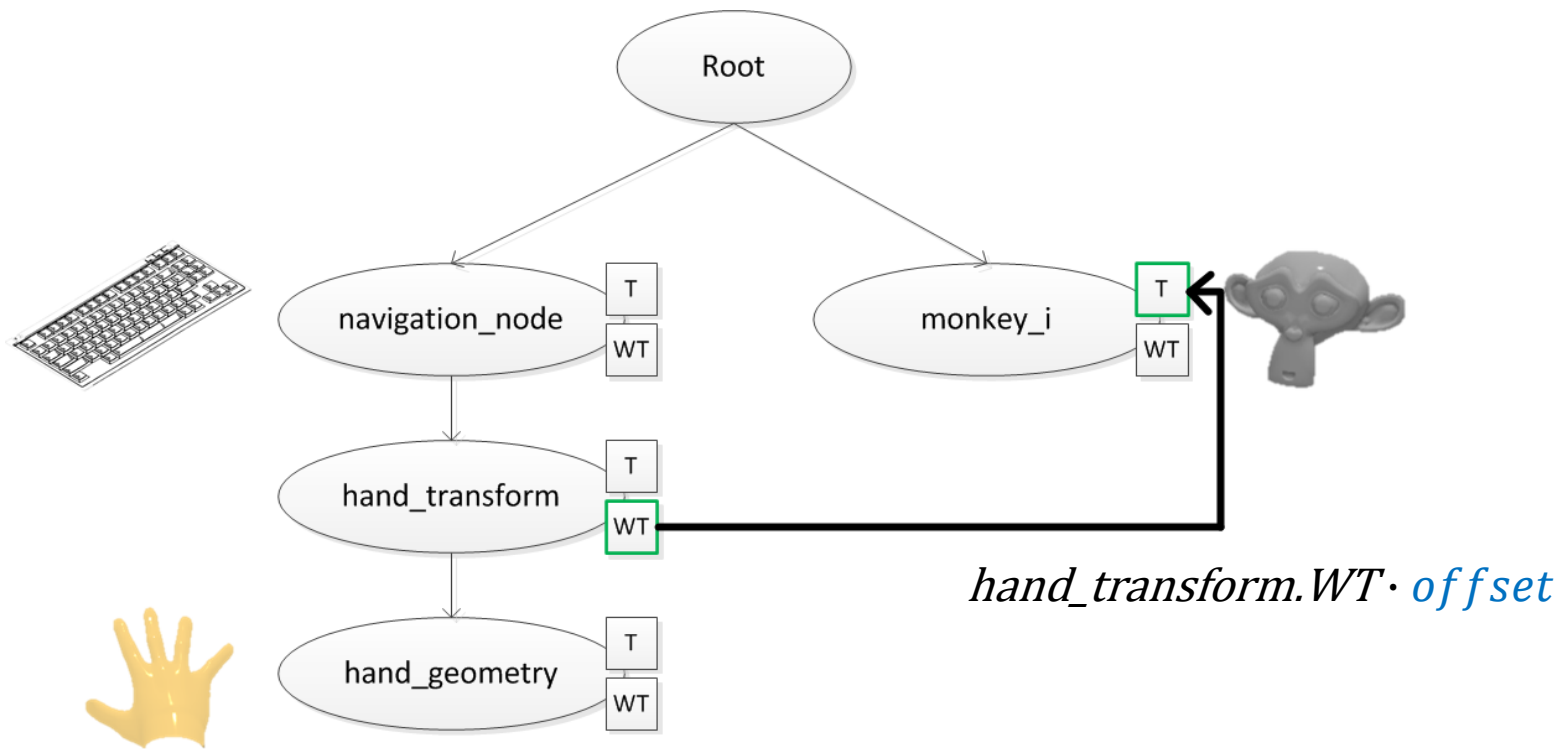 Root
navigation_node
T
WT
monkey_i
T
WT
hand_transform
T
WT
hand_transform.WT · offset
hand_geometry
T
WT